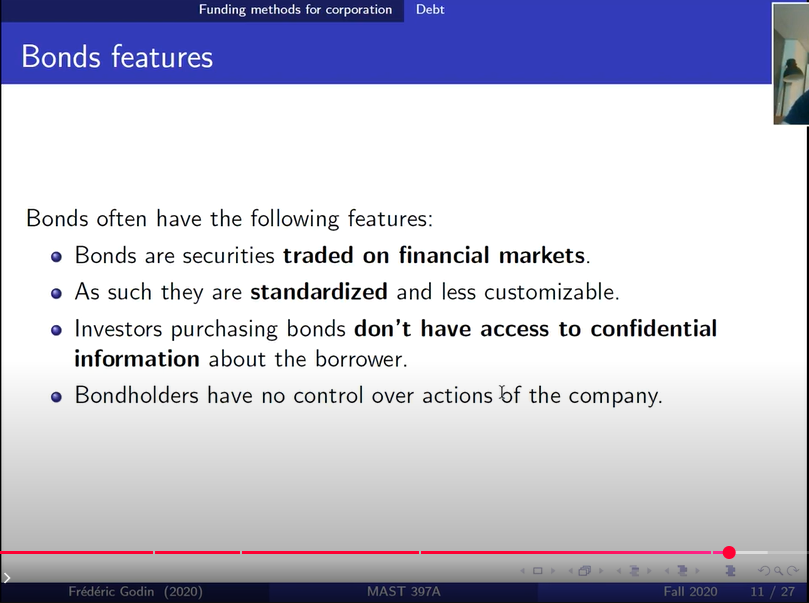 Funding methods for corporation Debt
Bonds features
Bonds often have the following features:
Bonds are securities traded on financial markets.
As such they are standardized and less customizable.
Investors purchasing bonds don't have access to confidential
information about the borrower.
Bondholders have no control over actions of the company.
Frédéric Godin (2020) MAST 397A Fall 2020 11 / 27